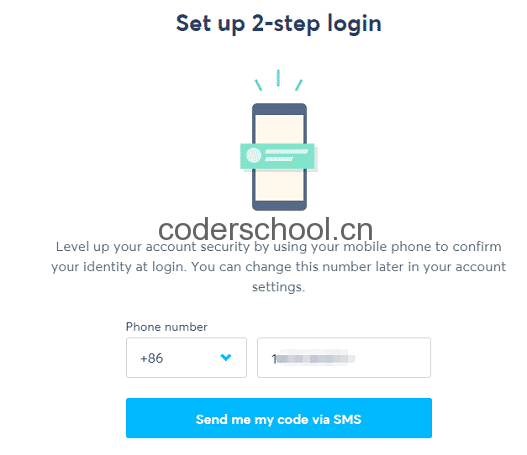 Set up 2-step login
coderschool.cn
Level up your account security by using your mobile phone to confirm
your identity at login. You can change this number later in your account
settings.
Phone number
+86
1
Send me my code via SMS